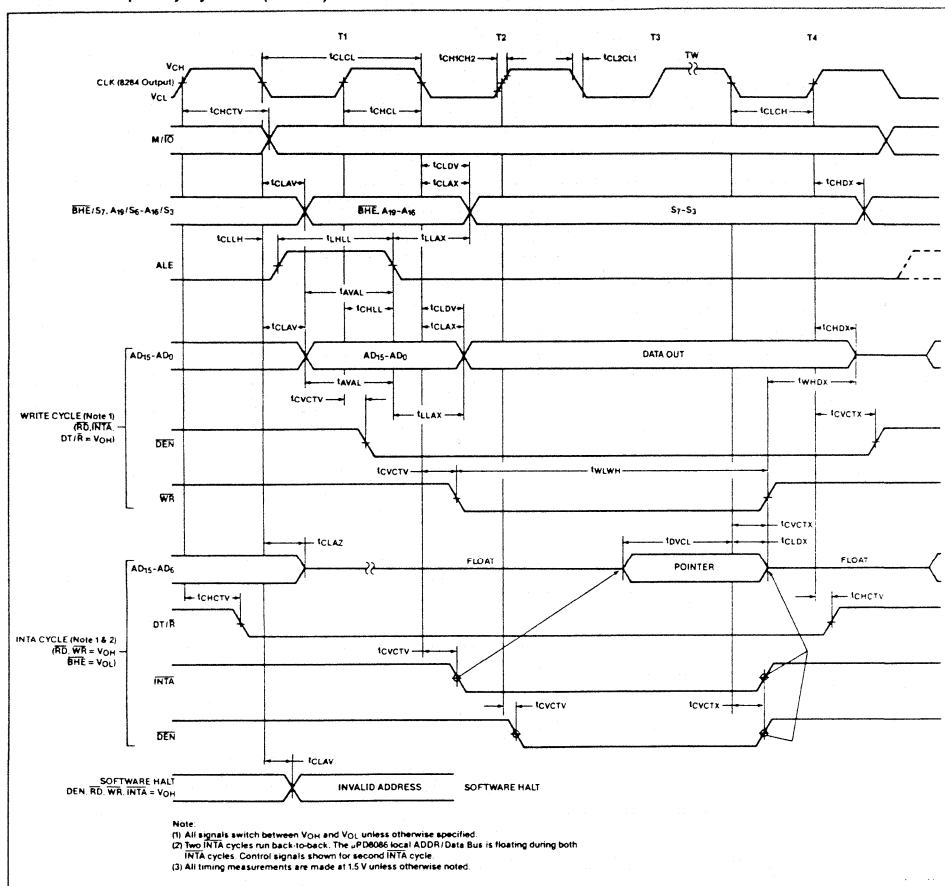 T1 T2 T3 T4
tCLCL tCH1CH2 tCL2CL1 TW
VCH
CLK (8284 Output)
VCL
tCHCTV tCHCL tCLCH
M/IO
tCLDV
tCLAV tCLAX tCHDX
BHE/S7, A19/S6-A16/S3 BHE, A19-A16 S7-S3
tCLLH tLHLL tLLAX
ALE
tAVAL
tCHLL tCLDV
tCLAV tCLAX tCHDX
AD15-AD0 AD15-AD0 DATA OUT
tAVAL tWHDX
tCVCTV tLLAX tCVCTX
WRITE CYCLE (Note 1)
(RD, INTA,
DT/R = VOH)
DEN
tCVCTV tWLWH
WR
tCVCTX
tCLAZ tDVCL tCLDX
AD15-AD6 FLOAT POINTER FLOAT
tCHCTV tCHCTV
DT/R
INTA CYCLE (Note 1 & 2)
(RD, WR = VOH
BHE = VOL)
tCVCTV
INTA
tCVCTV tCVCTX
DEN
tCLAV
SOFTWARE HALT
DEN, RD, WR, INTA = VOH
INVALID ADDRESS SOFTWARE HALT
Note:
(1) All signals switch between VOH and VOL unless otherwise specified.
(2) Two INTA cycles run back-to-back. The μPD8086 local ADDR/Data Bus is floating during both
INTA cycles. Control signals shown for second INTA cycle.
(3) All timing measurements are made at 1.5 V unless otherwise noted.